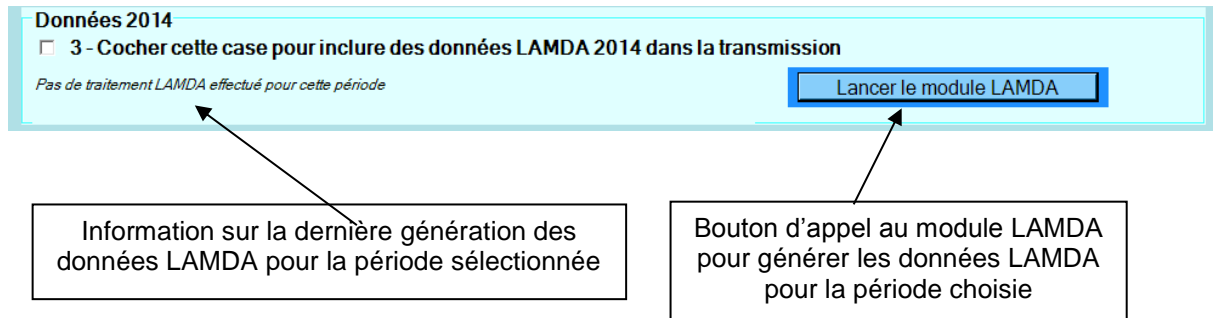 Données 2014
3 - Cocher cette case pour inclure des données LAMDA 2014 dans la transmission
Pas de traitement LAMDA effectué pour cette période
Lancer le module LAMDA
Information sur la dernière génération des
données LAMDA pour la période sélectionnée
Bouton d'appel au module LAMDA
pour générer les données LAMDA
pour la période choisie